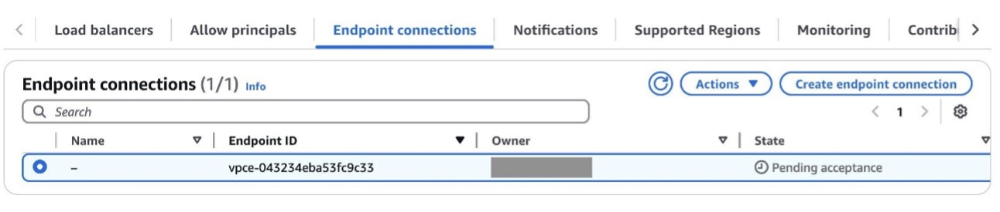 Load balancers Allow principals Endpoint connections Notifications Supported Regions Monitoring Contrib
Endpoint connections (1/1) Info Actions Create endpoint connection
Search 1
Name Endpoint ID Owner State
– vpce-043234eba53fc9c33 Pending acceptance